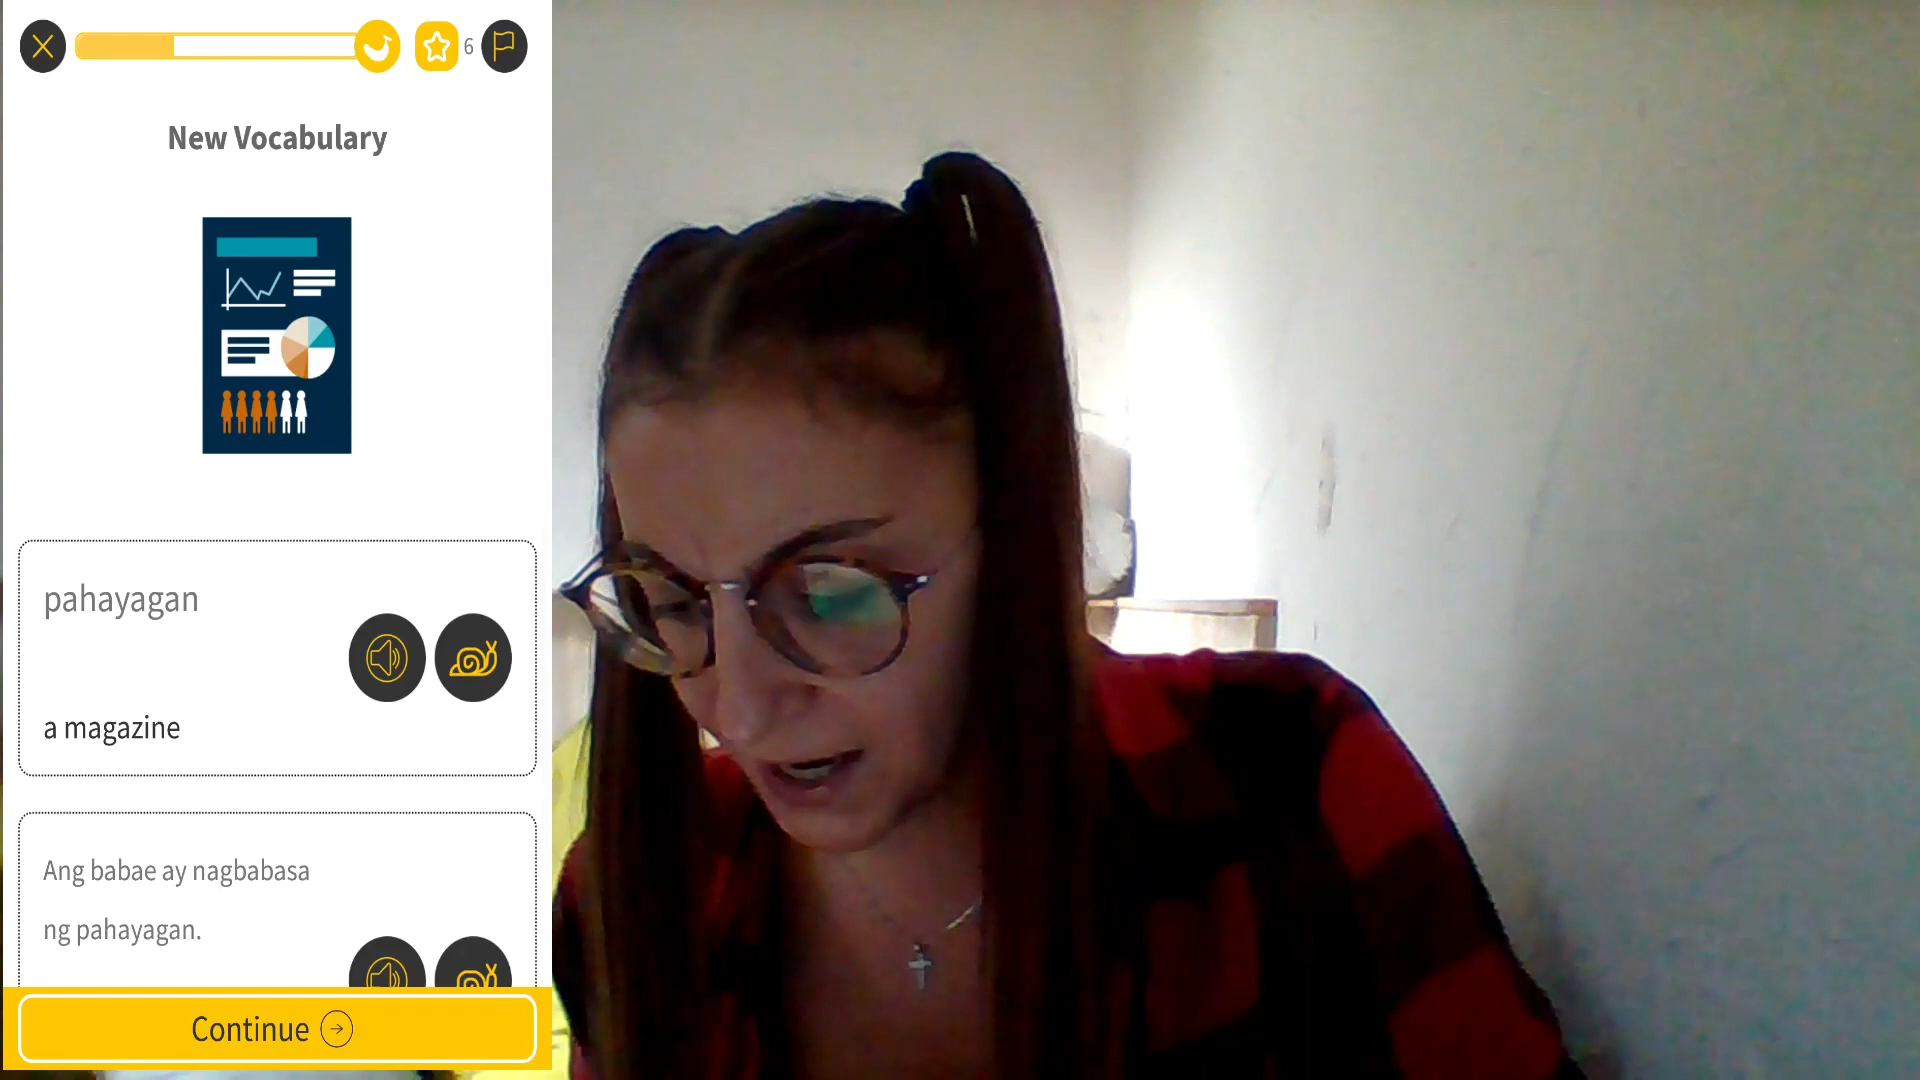 6
New Vocabulary
pahayagan
a magazine
Ang babae ay nagbabasa
ng pahayagan.
Continue